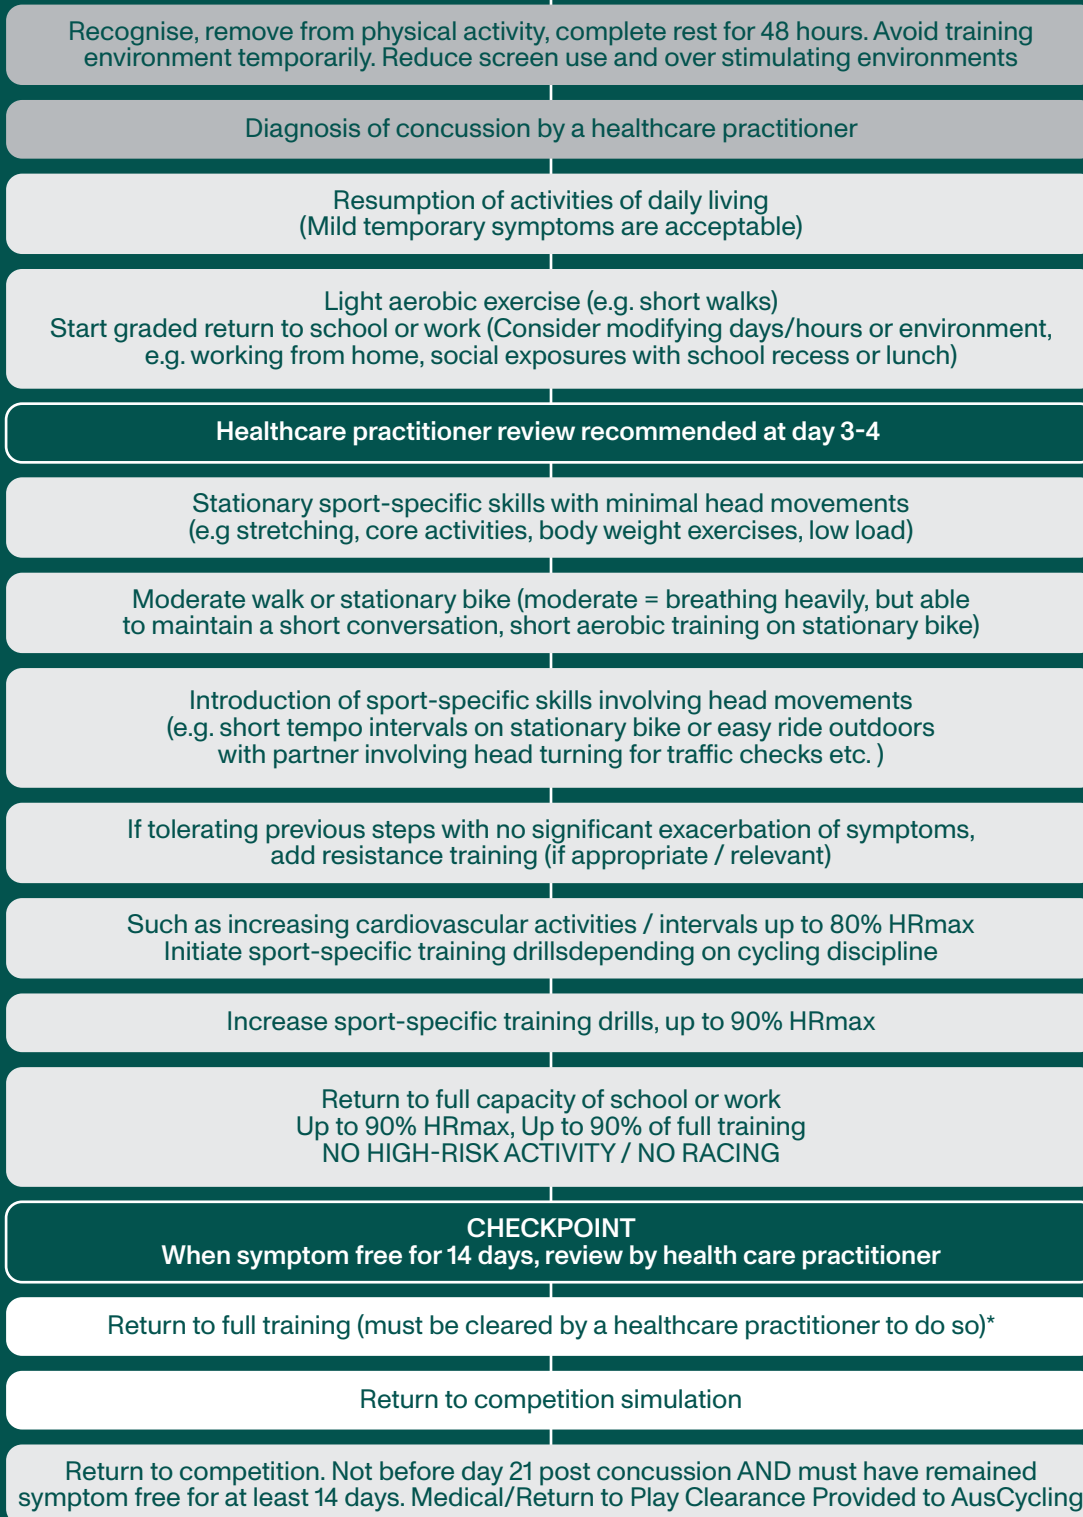 Recognise, remove from physical activity, complete rest for 48 hours. Avoid training
environment temporarily. Reduce screen use and over stimulating environments
Diagnosis of concussion by a healthcare practitioner
Resumption of activities of daily living
(Mild temporary symptoms are acceptable)
Light aerobic exercise (e.g. short walks)
Start graded return to school or work (Consider modifying days/hours or environment,
e.g. working from home, social exposures with school recess or lunch)
Healthcare practitioner review recommended at day 3-4
Stationary sport-specific skills with minimal head movements
(e.g stretching, core activities, body weight exercises, low load)
Moderate walk or stationary bike (moderate = breathing heavily, but able
to maintain a short conversation, short aerobic training on stationary bike)
Introduction of sport-specific skills involving head movements
(e.g. short tempo intervals on stationary bike or easy ride outdoors
with partner involving head turning for traffic checks etc. )
If tolerating previous steps with no significant exacerbation of symptoms,
add resistance training (if appropriate / relevant)
Such as increasing cardiovascular activities / intervals up to 80% HRmax
Initiate sport-specific training drillsdepending on cycling discipline
Increase sport-specific training drills, up to 90% HRmax
Return to full capacity of school or work
Up to 90% HRmax, Up to 90% of full training
NO HIGH-RISK ACTIVITY / NO RACING
CHECKPOINT
When symptom free for 14 days, review by health care practitioner
Return to full training (must be cleared by a healthcare practitioner to do so)*
Return to competition simulation
Return to competition. Not before day 21 post concussion AND must have remained
symptom free for at least 14 days. Medical/Return to Play Clearance Provided to AusCycling